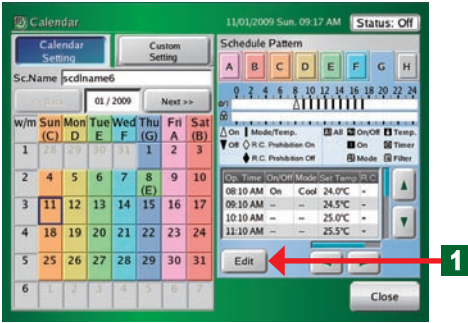 Calendar 11/01/2009 Sun. 09:17 AM Status: Off
Calendar Setting
Custom Setting
Sc.Name scdlname6
<< Back 01 / 2009 Next >>
w/m Sun (C) Mon D Tue E Wed F Thu (G) Fri A Sat (B)
1 28 29 30 31 1 2 3
2 4 5 6 7 8 (E) 9 10
3 11 12 13 14 15 16 17
4 18 19 20 21 22 23 24
5 25 26 27 28 29 30 31
6 1 2 3 4 5 6 7
Schedule Pattern
A B C D E F G H
0 2 4 6 8 10 12 14 16 18 20 22 24
On Mode/Temp. All On/Off Temp.
Off R.C. Prohibition On On Timer
R.C. Prohibition Off Mode Filter
Op. Time On/Off Mode Set Temp. R.C.
08:10 AM On Cool 24.0°C -
09:10 AM -- -- 24.5°C -
10:10 AM -- -- 25.0°C -
11:10 AM -- -- 25.5°C -
Edit
1
Close